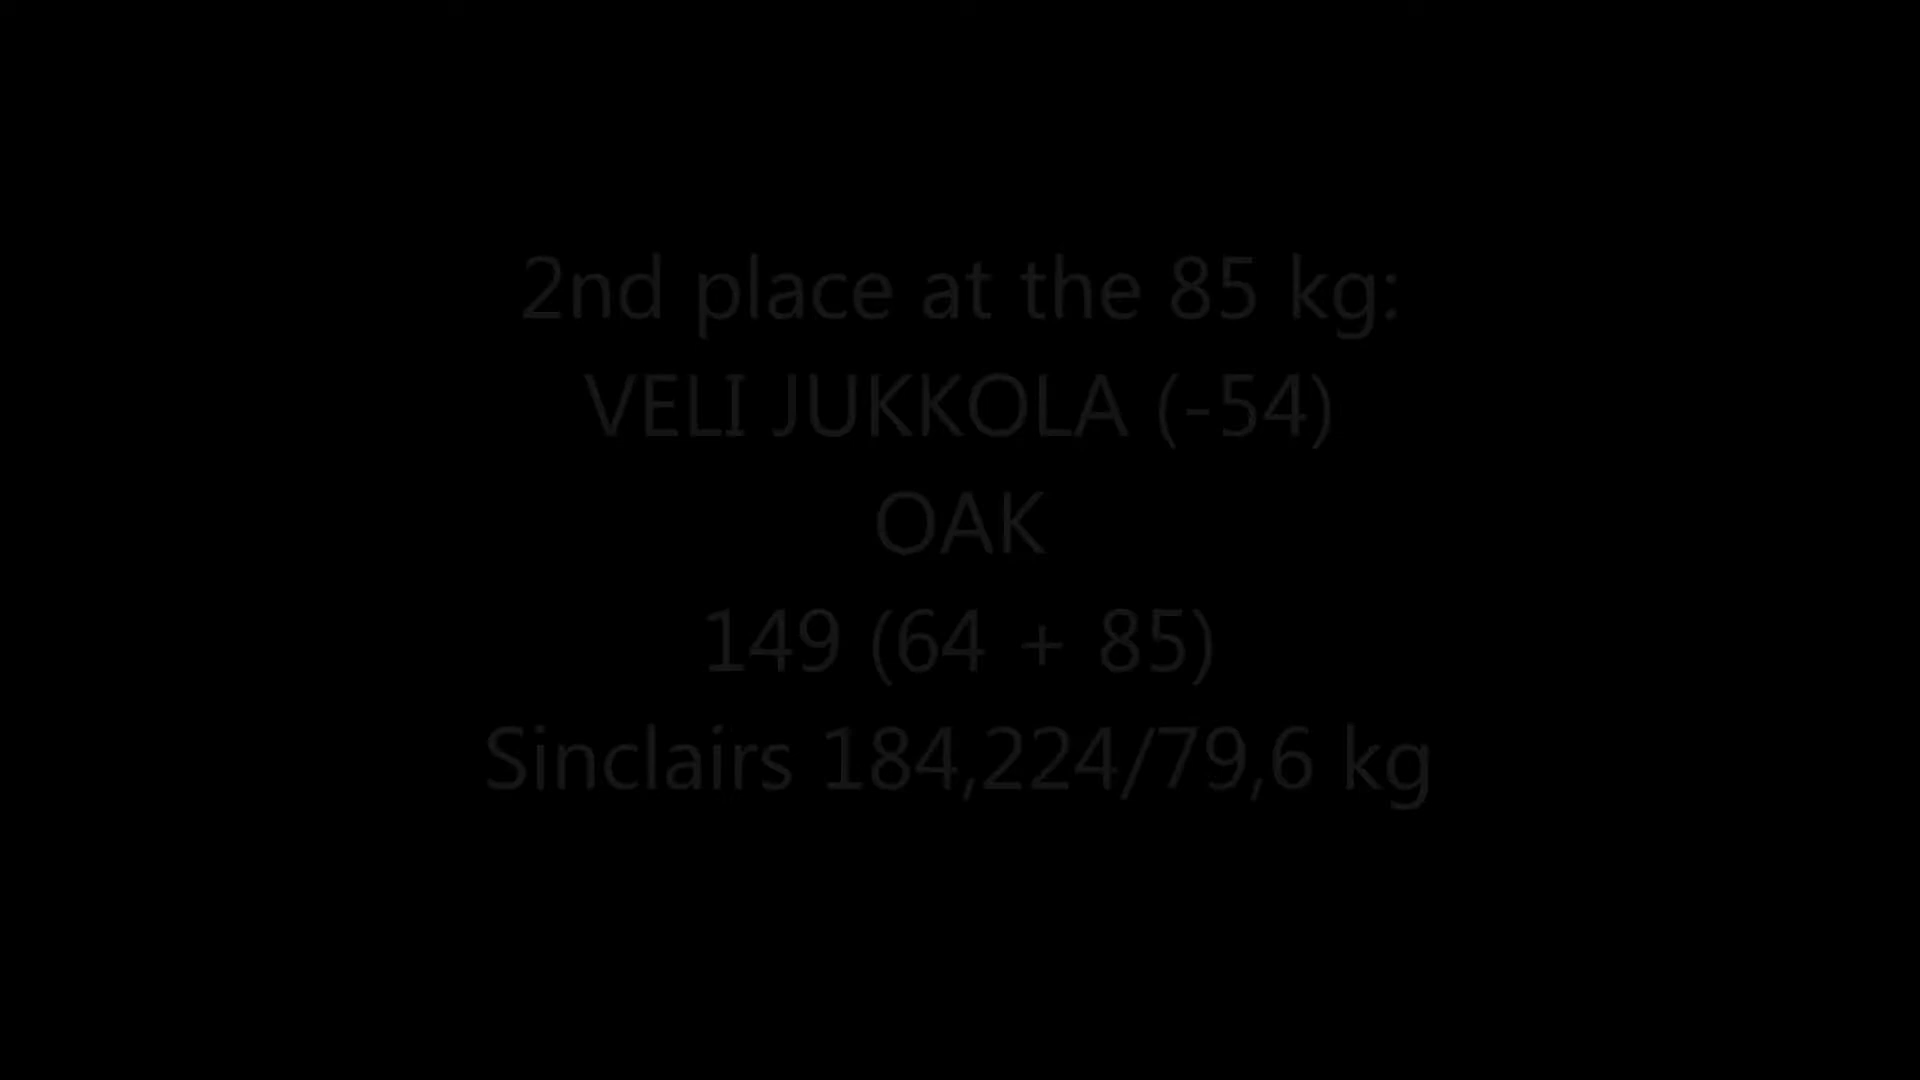 2nd place at the 85 kg:
VELI JUKKOLA (-54)
OAK
149 (64 + 85)
Sinclairs 184,224/79,6 kg